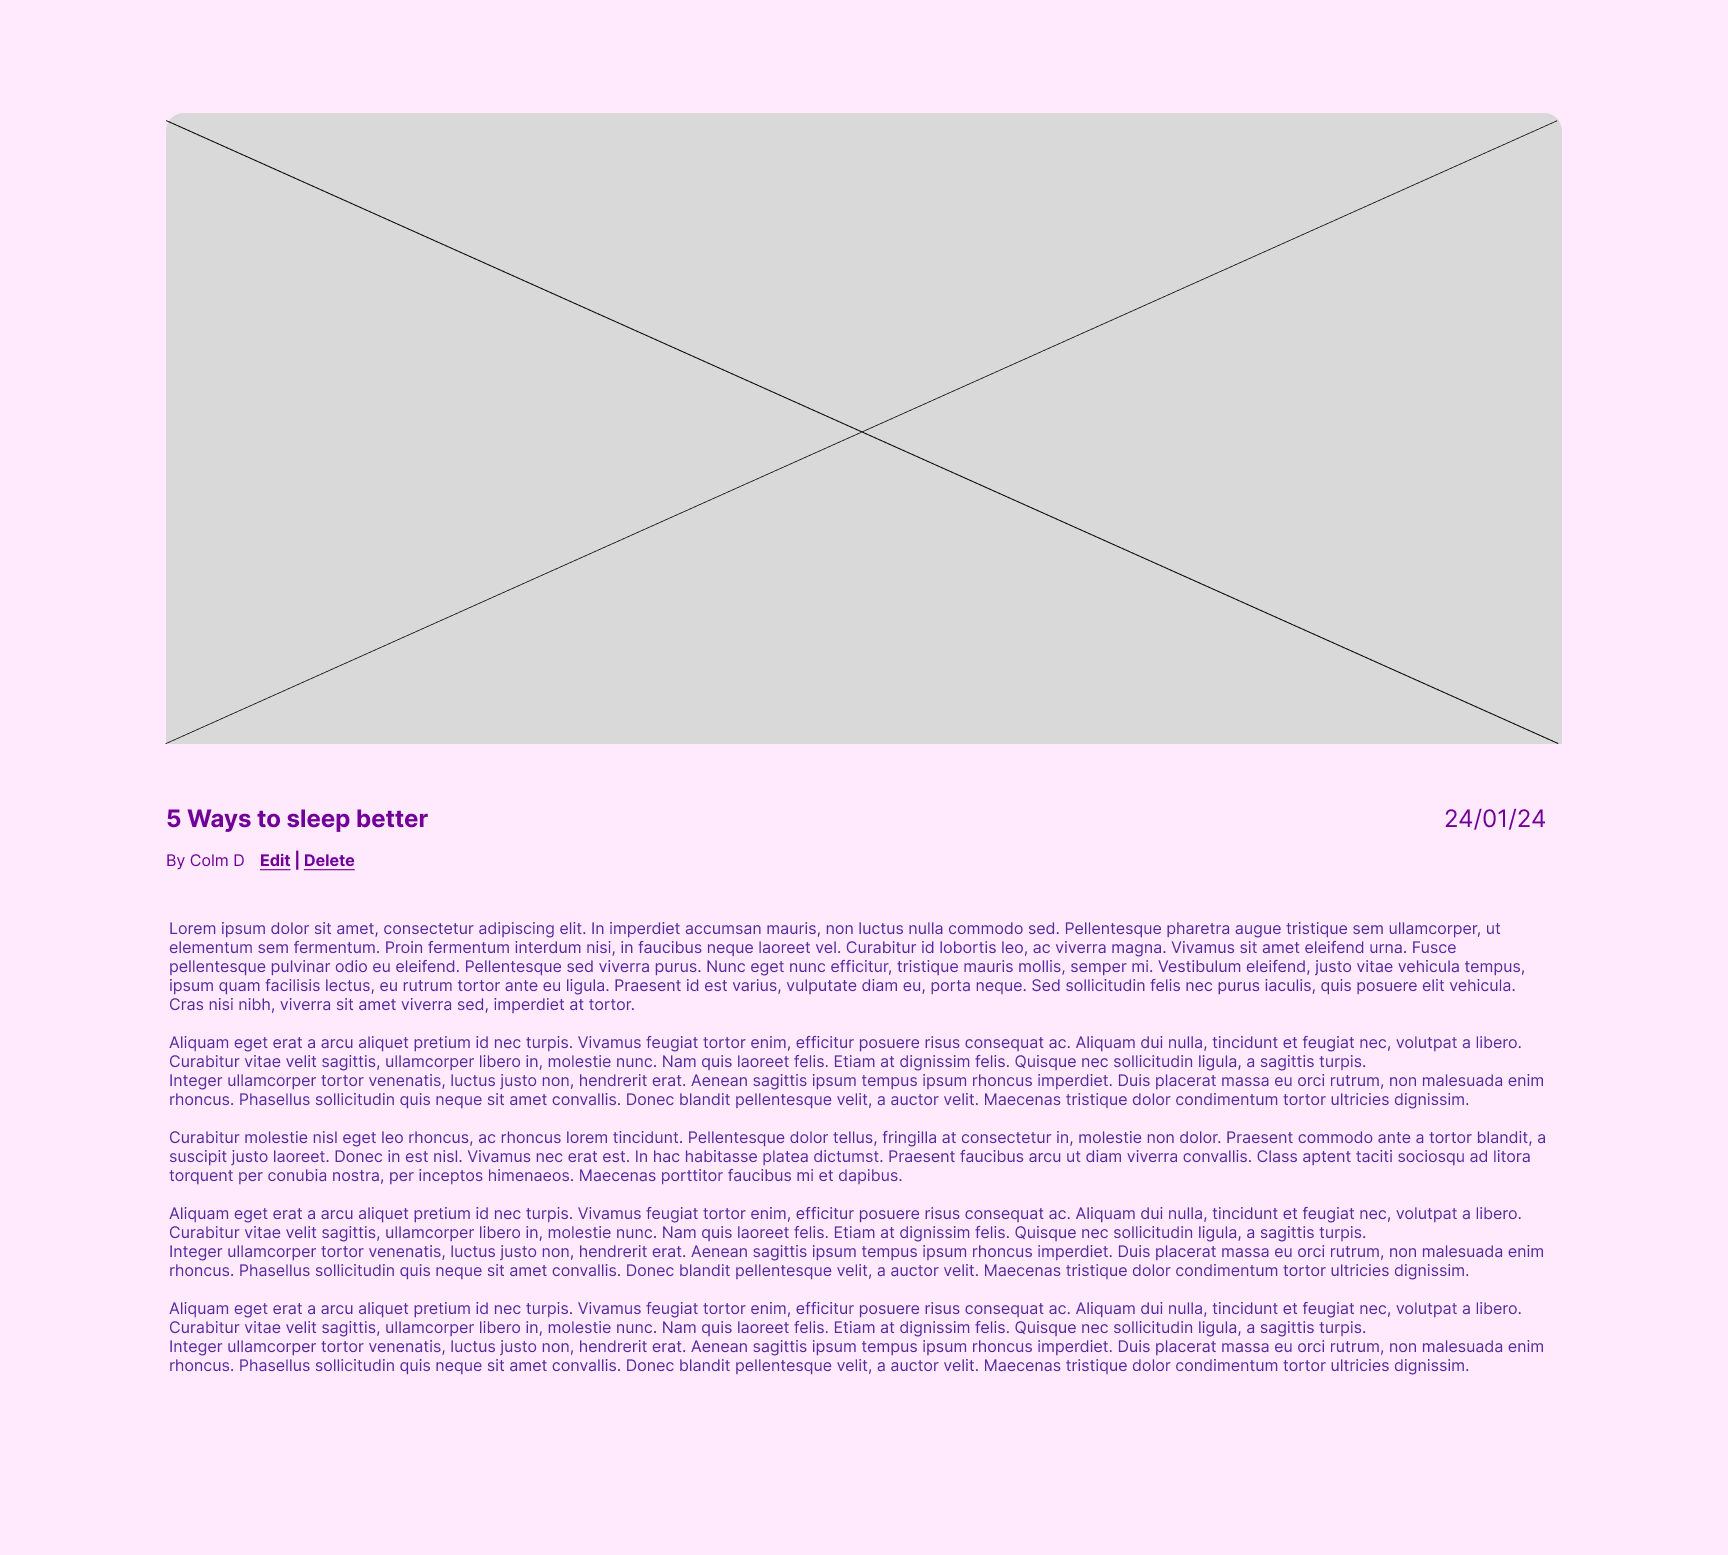 5 Ways to sleep better
24/01/24
By Colm D Edit | Delete
Lorem ipsum dolor sit amet, consectetur adipiscing elit. In imperdiet accumsan mauris, non luctus nulla commodo sed. Pellentesque pharetra augue tristique sem ullamcorper, ut
elementum sem fermentum. Proin fermentum interdum nisi, in faucibus neque laoreet vel. Curabitur id lobortis leo, ac viverra magna. Vivamus sit amet eleifend urna. Fusce
pellentesque pulvinar odio eu eleifend. Pellentesque sed viverra purus. Nunc eget nunc efficitur, tristique mauris mollis, semper mi. Vestibulum eleifend, justo vitae vehicula tempus,
ipsum quam facilisis lectus, eu rutrum tortor ante eu ligula. Praesent id est varius, vulputate diam eu, porta neque. Sed sollicitudin felis nec purus iaculis, quis posuere elit vehicula.
Cras nisi nibh, viverra sit amet viverra sed, imperdiet at tortor.
Aliquam eget erat a arcu aliquet pretium id nec turpis. Vivamus feugiat tortor enim, efficitur posuere risus consequat ac. Aliquam dui nulla, tincidunt et feugiat nec, volutpat a libero.
Curabitur vitae velit sagittis, ullamcorper libero in, molestie nunc. Nam quis laoreet felis. Etiam at dignissim felis. Quisque nec sollicitudin ligula, a sagittis turpis.
Integer ullamcorper tortor venenatis, luctus justo non, hendrerit erat. Aenean sagittis ipsum tempus ipsum rhoncus imperdiet. Duis placerat massa eu orci rutrum, non malesuada enim
rhoncus. Phasellus sollicitudin quis neque sit amet convallis. Donec blandit pellentesque velit, a auctor velit. Maecenas tristique dolor condimentum tortor ultricies dignissim.
Curabitur molestie nisl eget leo rhoncus, ac rhoncus lorem tincidunt. Pellentesque dolor tellus, fringilla at consectetur in, molestie non dolor. Praesent commodo ante a tortor blandit, a
suscipit justo laoreet. Donec in est nisl. Vivamus nec erat est. In hac habitasse platea dictumst. Praesent faucibus arcu ut diam viverra convallis. Class aptent taciti sociosqu ad litora
torquent per conubia nostra, per inceptos himenaeos. Maecenas porttitor faucibus mi et dapibus.
Aliquam eget erat a arcu aliquet pretium id nec turpis. Vivamus feugiat tortor enim, efficitur posuere risus consequat ac. Aliquam dui nulla, tincidunt et feugiat nec, volutpat a libero.
Curabitur vitae velit sagittis, ullamcorper libero in, molestie nunc. Nam quis laoreet felis. Etiam at dignissim felis. Quisque nec sollicitudin ligula, a sagittis turpis.
Integer ullamcorper tortor venenatis, luctus justo non, hendrerit erat. Aenean sagittis ipsum tempus ipsum rhoncus imperdiet. Duis placerat massa eu orci rutrum, non malesuada enim
rhoncus. Phasellus sollicitudin quis neque sit amet convallis. Donec blandit pellentesque velit, a auctor velit. Maecenas tristique dolor condimentum tortor ultricies dignissim.
Aliquam eget erat a arcu aliquet pretium id nec turpis. Vivamus feugiat tortor enim, efficitur posuere risus consequat ac. Aliquam dui nulla, tincidunt et feugiat nec, volutpat a libero.
Curabitur vitae velit sagittis, ullamcorper libero in, molestie nunc. Nam quis laoreet felis. Etiam at dignissim felis. Quisque nec sollicitudin ligula, a sagittis turpis.
Integer ullamcorper tortor venenatis, luctus justo non, hendrerit erat. Aenean sagittis ipsum tempus ipsum rhoncus imperdiet. Duis placerat massa eu orci rutrum, non malesuada enim
rhoncus. Phasellus sollicitudin quis neque sit amet convallis. Donec blandit pellentesque velit, a auctor velit. Maecenas tristique dolor condimentum tortor ultricies dignissim.